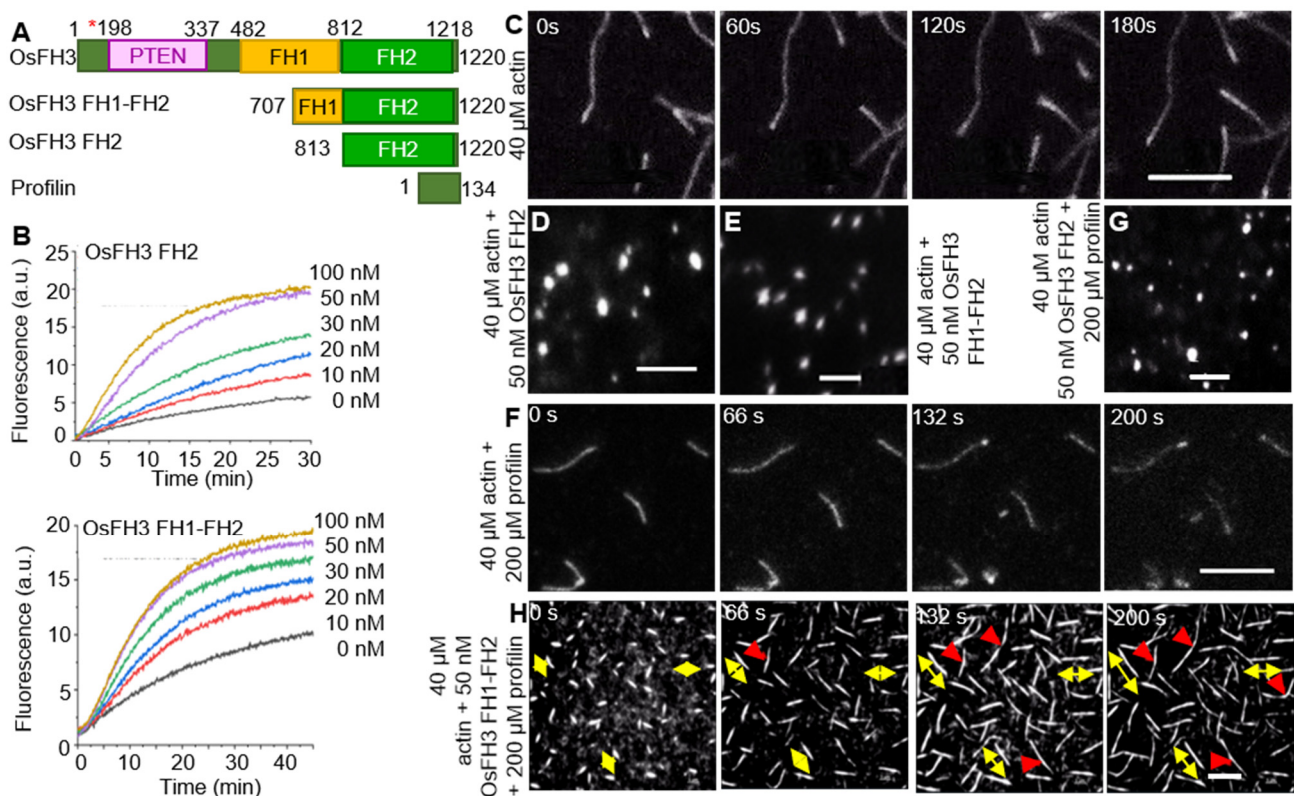 A
1 * 198 337 482 812 1218
OsFH3 PTEN FH1 FH2 1220
OsFH3 FH1-FH2 707 FH1 FH2 1220
OsFH3 FH2 813 FH2 1220
Profilin 1 134
B
OsFH3 FH2
Fluorescence (a.u.)
25
20
15
10
5
0
100 nM
50 nM
30 nM
20 nM
10 nM
0 nM
0 5 10 15 25 20 25 30
Time (min)
OsFH3 FH1-FH2
Fluorescence (a.u.)
20
15
10
5
0
100 nM
50 nM
30 nM
20 nM
10 nM
0 nM
0 10 20 30 40
Time (min)
C
40 µM actin
0s 60s 120s 180s
D
40 µM actin +
50 nM OsFH3 FH2
E
40 µM actin +
50 nM OsFH3
FH1-FH2
G
40 µM actin
50 nM OsFH3 FH2 +
200 µM profilin
F
40 µM actin +
200 µM profilin
0 s 66 s 132 s 200 s
H
40 µM
actin + 50 nM
OsFH3 FH1-FH2
+ 200 µM profilin
0 s 66 s 132 s 200 s